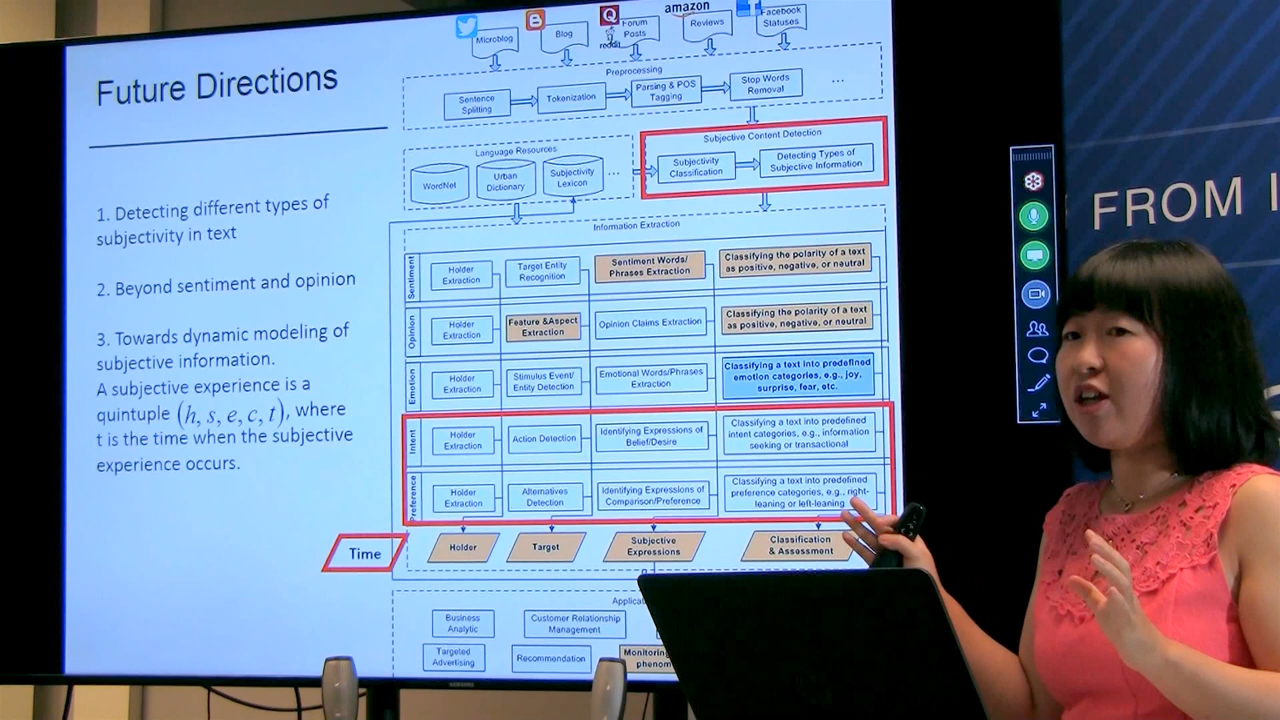 Future Directions
1. Detecting different types of
subjectivity in text
2. Beyond sentiment and opinion
3. Towards dynamic modeling of
subjective information.
A subjective experience is a
quintuple (h, s, e, c, t), where
t is the time when the subjective
experience occurs.
Microblog
Blog
reddit
Forum
Posts
amazon
Reviews
Facebook
Statuses
Preprocessing
Sentence
Splitting
Tokenization
Parsing & POS
Tagging
Stop Words
Removal
...
Language Resources
WordNet
Urban
Dictionary
Subjectivity
Lexicon
...
Subjective Content Detection
Subjectivity
Classification
Detecting Types of
Subjective Information
Information Extraction
Sentiment
Holder
Extraction
Target Entity
Recognition
Sentiment Words/
Phrases Extraction
Classifying the polarity of a text
as positive, negative, or neutral
Opinion
Holder
Extraction
Feature &Aspect
Extraction
Opinion Claims Extraction
Classifying the polarity of a text
as positive, negative, or neutral
Emotion
Holder
Extraction
Stimulus Event/
Entity Detection
Emotional Words/Phrases
Extraction
Classifying a text into predefined
emotion categories, e.g., joy,
surprise, fear, etc.
Intent
Holder
Extraction
Action Detection
Identifying Expressions of
Belief/Desire
Classifying a text into predefined
intent categories, e.g., information
seeking or transactional
Preference
Holder
Extraction
Alternatives
Detection
Identifying Expressions of
Comparison/Preference
Classifying a text into predefined
preference categories, e.g., right-
leaning or left-leaning
Time
Holder
Target
Subjective
Expressions
Classification
& Assessment
Business
Analytic
Customer Relationship
Management
Targeted
Advertising
Recommendation
Monitoring
SAMSUNG
FROM